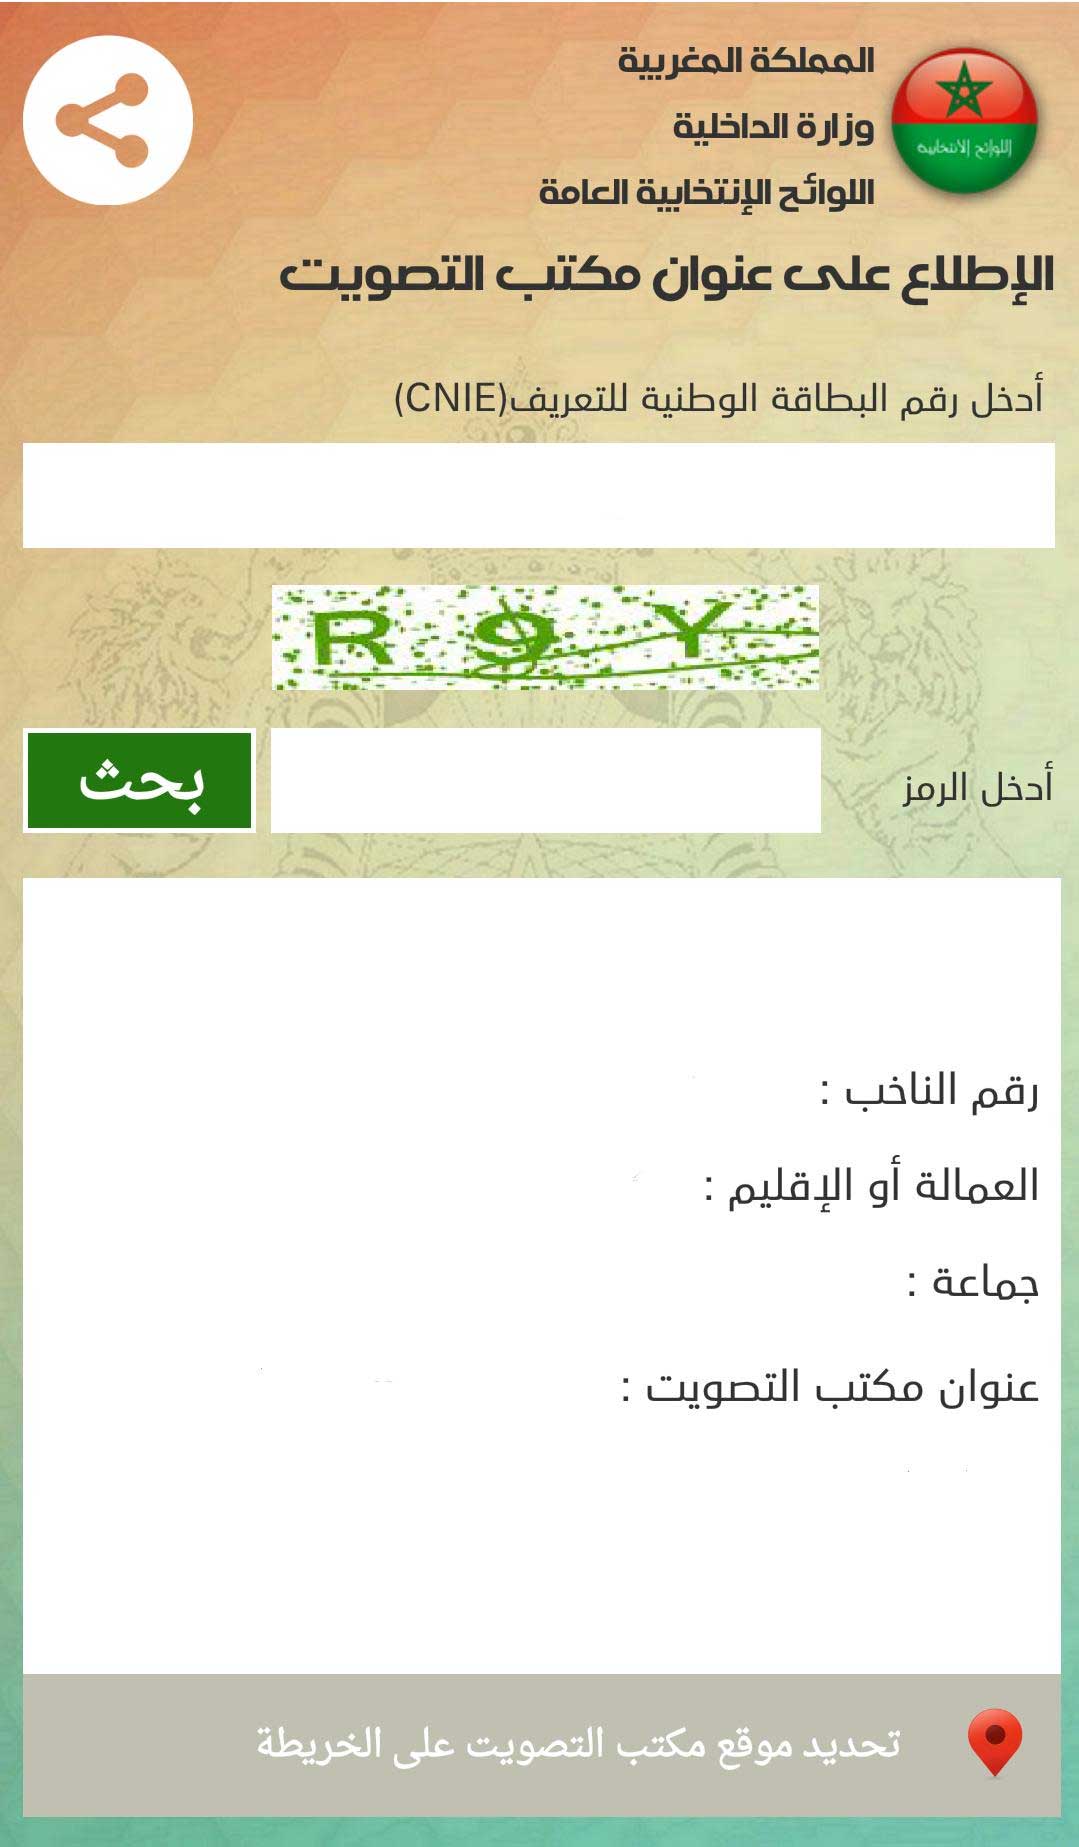 المملكة المغربية
وزارة الداخلية
اللوائح الإنتخابية العامة
اللوائح الانتخابية
الإطلاع على عنوان مكتب التصويت
أدخل رقم البطاقة الوطنية للتعريف(CNIE)
R 9 Y
أدخل الرمز
بحث
رقم الناخب :
العمالة أو الإقليم :
جماعة :
عنوان مكتب التصويت :
تحديد موقع مكتب التصويت على الخريطة